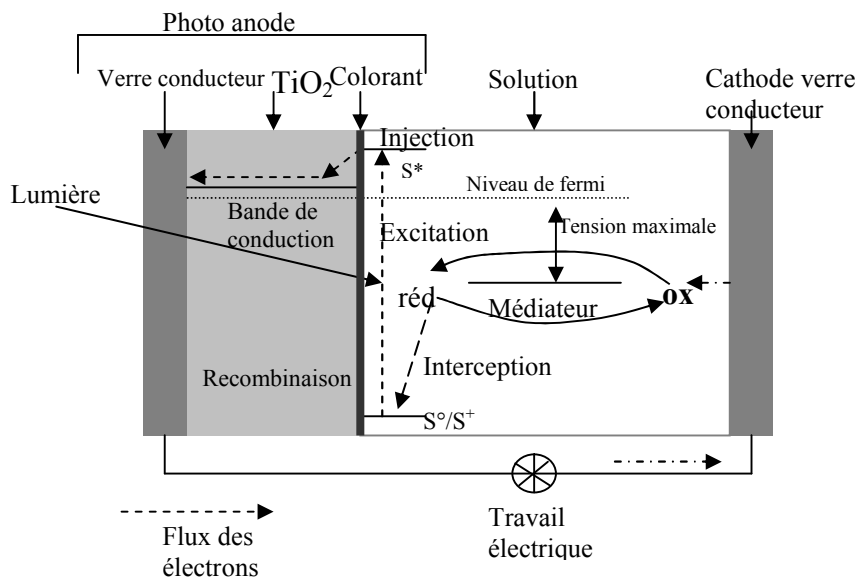 Photo anode
Verre conducteur
TiO₂
Colorant
Solution
Cathode verre
conducteur
Injection
S*
Niveau de fermi
Lumière
Bande de
conduction
Excitation
Tension maximale
réd
ox
Médiateur
Interception
Recombinaison
S°/S⁺
Flux des
électrons
Travail
électrique